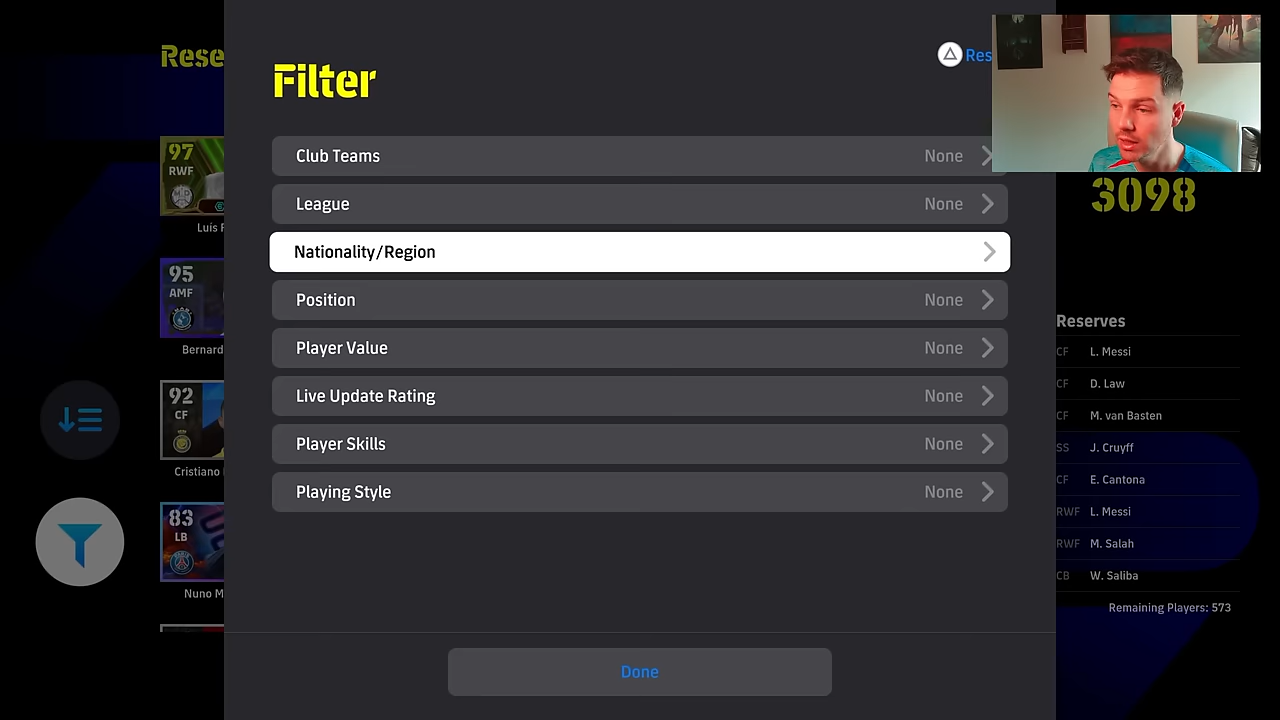 Rese
Filter
Res
97
RWF
Luis F
95
AMF
Bernard
92
CF
Cristiano
83
LB
Nuno M
Club Teams None
League None
Nationality/Region
Position None
Player Value None
Live Update Rating None
Player Skills None
Playing Style None
Done
3098
Reserves
CF L. Messi
CF D. Law
CF M. van Basten
SS J. Cruyff
CF E. Cantona
RWF L. Messi
RWF M. Salah
CB W. Saliba
Remaining Players: 573